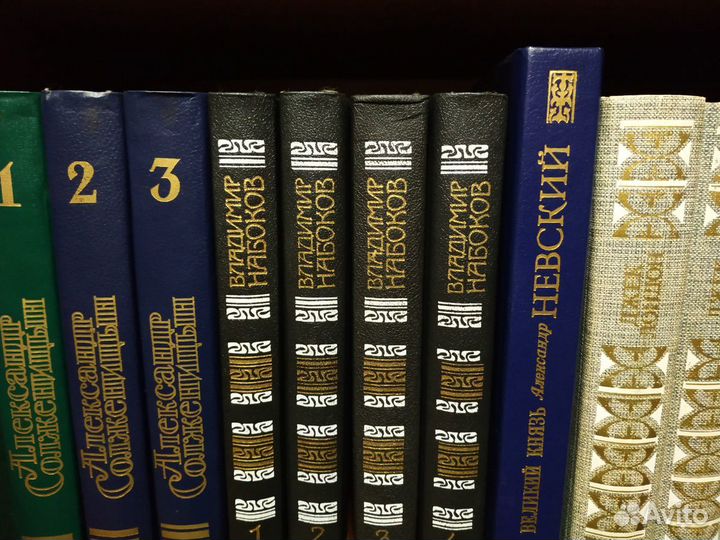 1
Александр
Солженицын
2
Александр
Солженицын
3
Александр
Солженицын
ВЛАДИМИР
НАБОКОВ
1
ВЛАДИМИР
НАБОКОВ
2
ВЛАДИМИР
НАБОКОВ
3
ВЛАДИМИР
НАБОКОВ
4
ВЕЛИКИЙ КНЯЗЬ Александр НЕВСКИЙ
ДЖЕК
ЛОНДОН
Avito